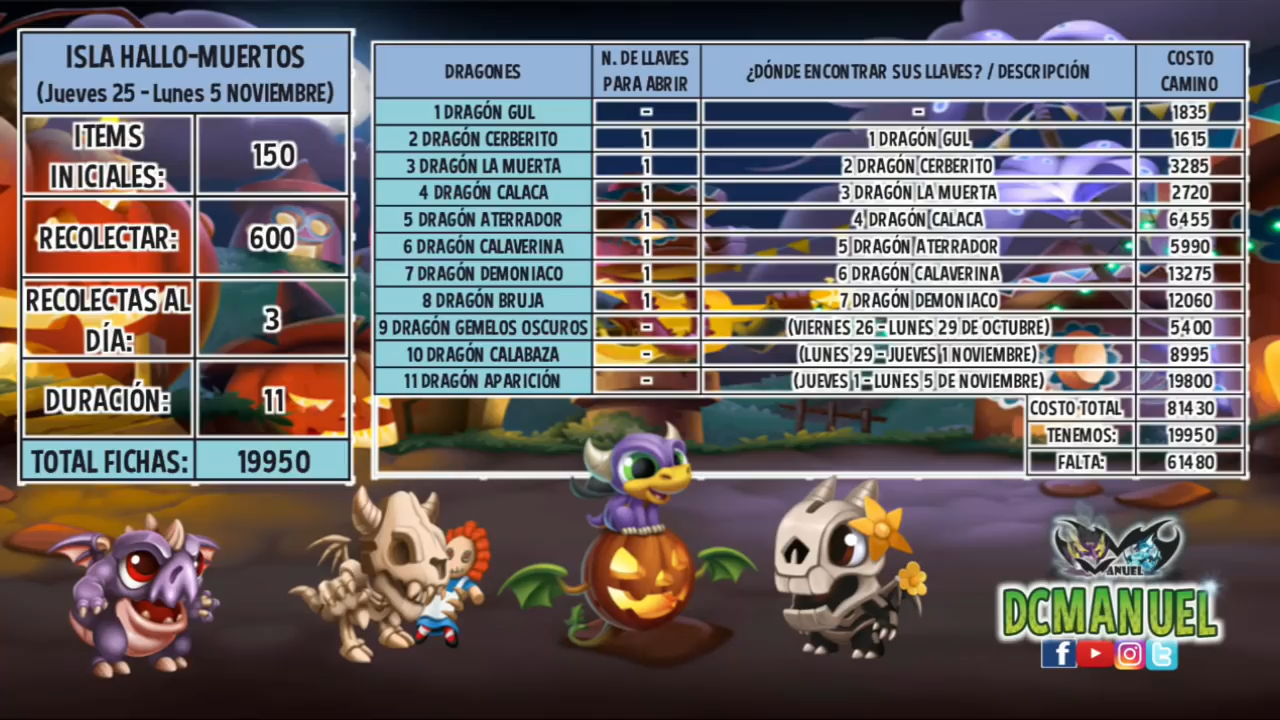 ISLA HALLO-MUERTOS
(Jueves 25 - Lunes 5 NOVIEMBRE)
ITEMS INICIALES: 150
RECOLECTAR: 600
RECOLECTAS AL DÍA: 3
DURACIÓN: 11
TOTAL FICHAS: 19950
DRAGONES N. DE LLAVES PARA ABRIR ¿DÓNDE ENCONTRAR SUS LLAVES? / DESCRIPCIÓN COSTO CAMINO
1 DRAGÓN GUL - - 1835
2 DRAGÓN CERBERITO 1 1 DRAGÓN GUL 1615
3 DRAGÓN LA MUERTA 1 2 DRAGÓN CERBERITO 3285
4 DRAGÓN CALACA 1 3 DRAGÓN LA MUERTA 2720
5 DRAGÓN ATERRADOR 1 4 DRAGÓN CALACA 6455
6 DRAGÓN CALAVERINA 1 5 DRAGÓN ATERRADOR 5990
7 DRAGÓN DEMONIACO 1 6 DRAGÓN CALAVERINA 13275
8 DRAGÓN BRUJA 1 7 DRAGÓN DEMONIACO 12060
9 DRAGÓN GEMELOS OSCUROS - (VIERNES 26 - LUNES 29 DE OCTUBRE) 5400
10 DRAGÓN CALABAZA - (LUNES 29 - JUEVES 1 NOVIEMBRE) 8995
11 DRAGÓN APARICIÓN - (JUEVES 1 - LUNES 5 DE NOVIEMBRE) 19800
COSTO TOTAL 81430
TENEMOS: 19950
FALTA: 61480
ANUEL
DCMANUEL